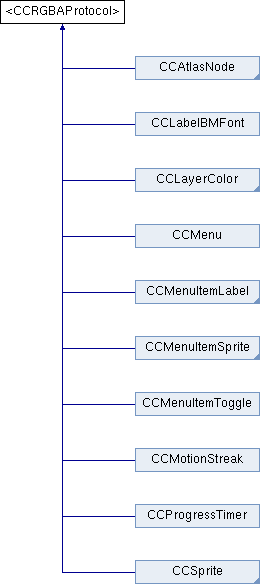 <CCRGBAProtocol>
CCAtlasNode
CCLabelBMFont
CCLayerColor
CCMenu
CCMenuItemLabel
CCMenuItemSprite
CCMenuItemToggle
CCMotionStreak
CCProgressTimer
CCSprite